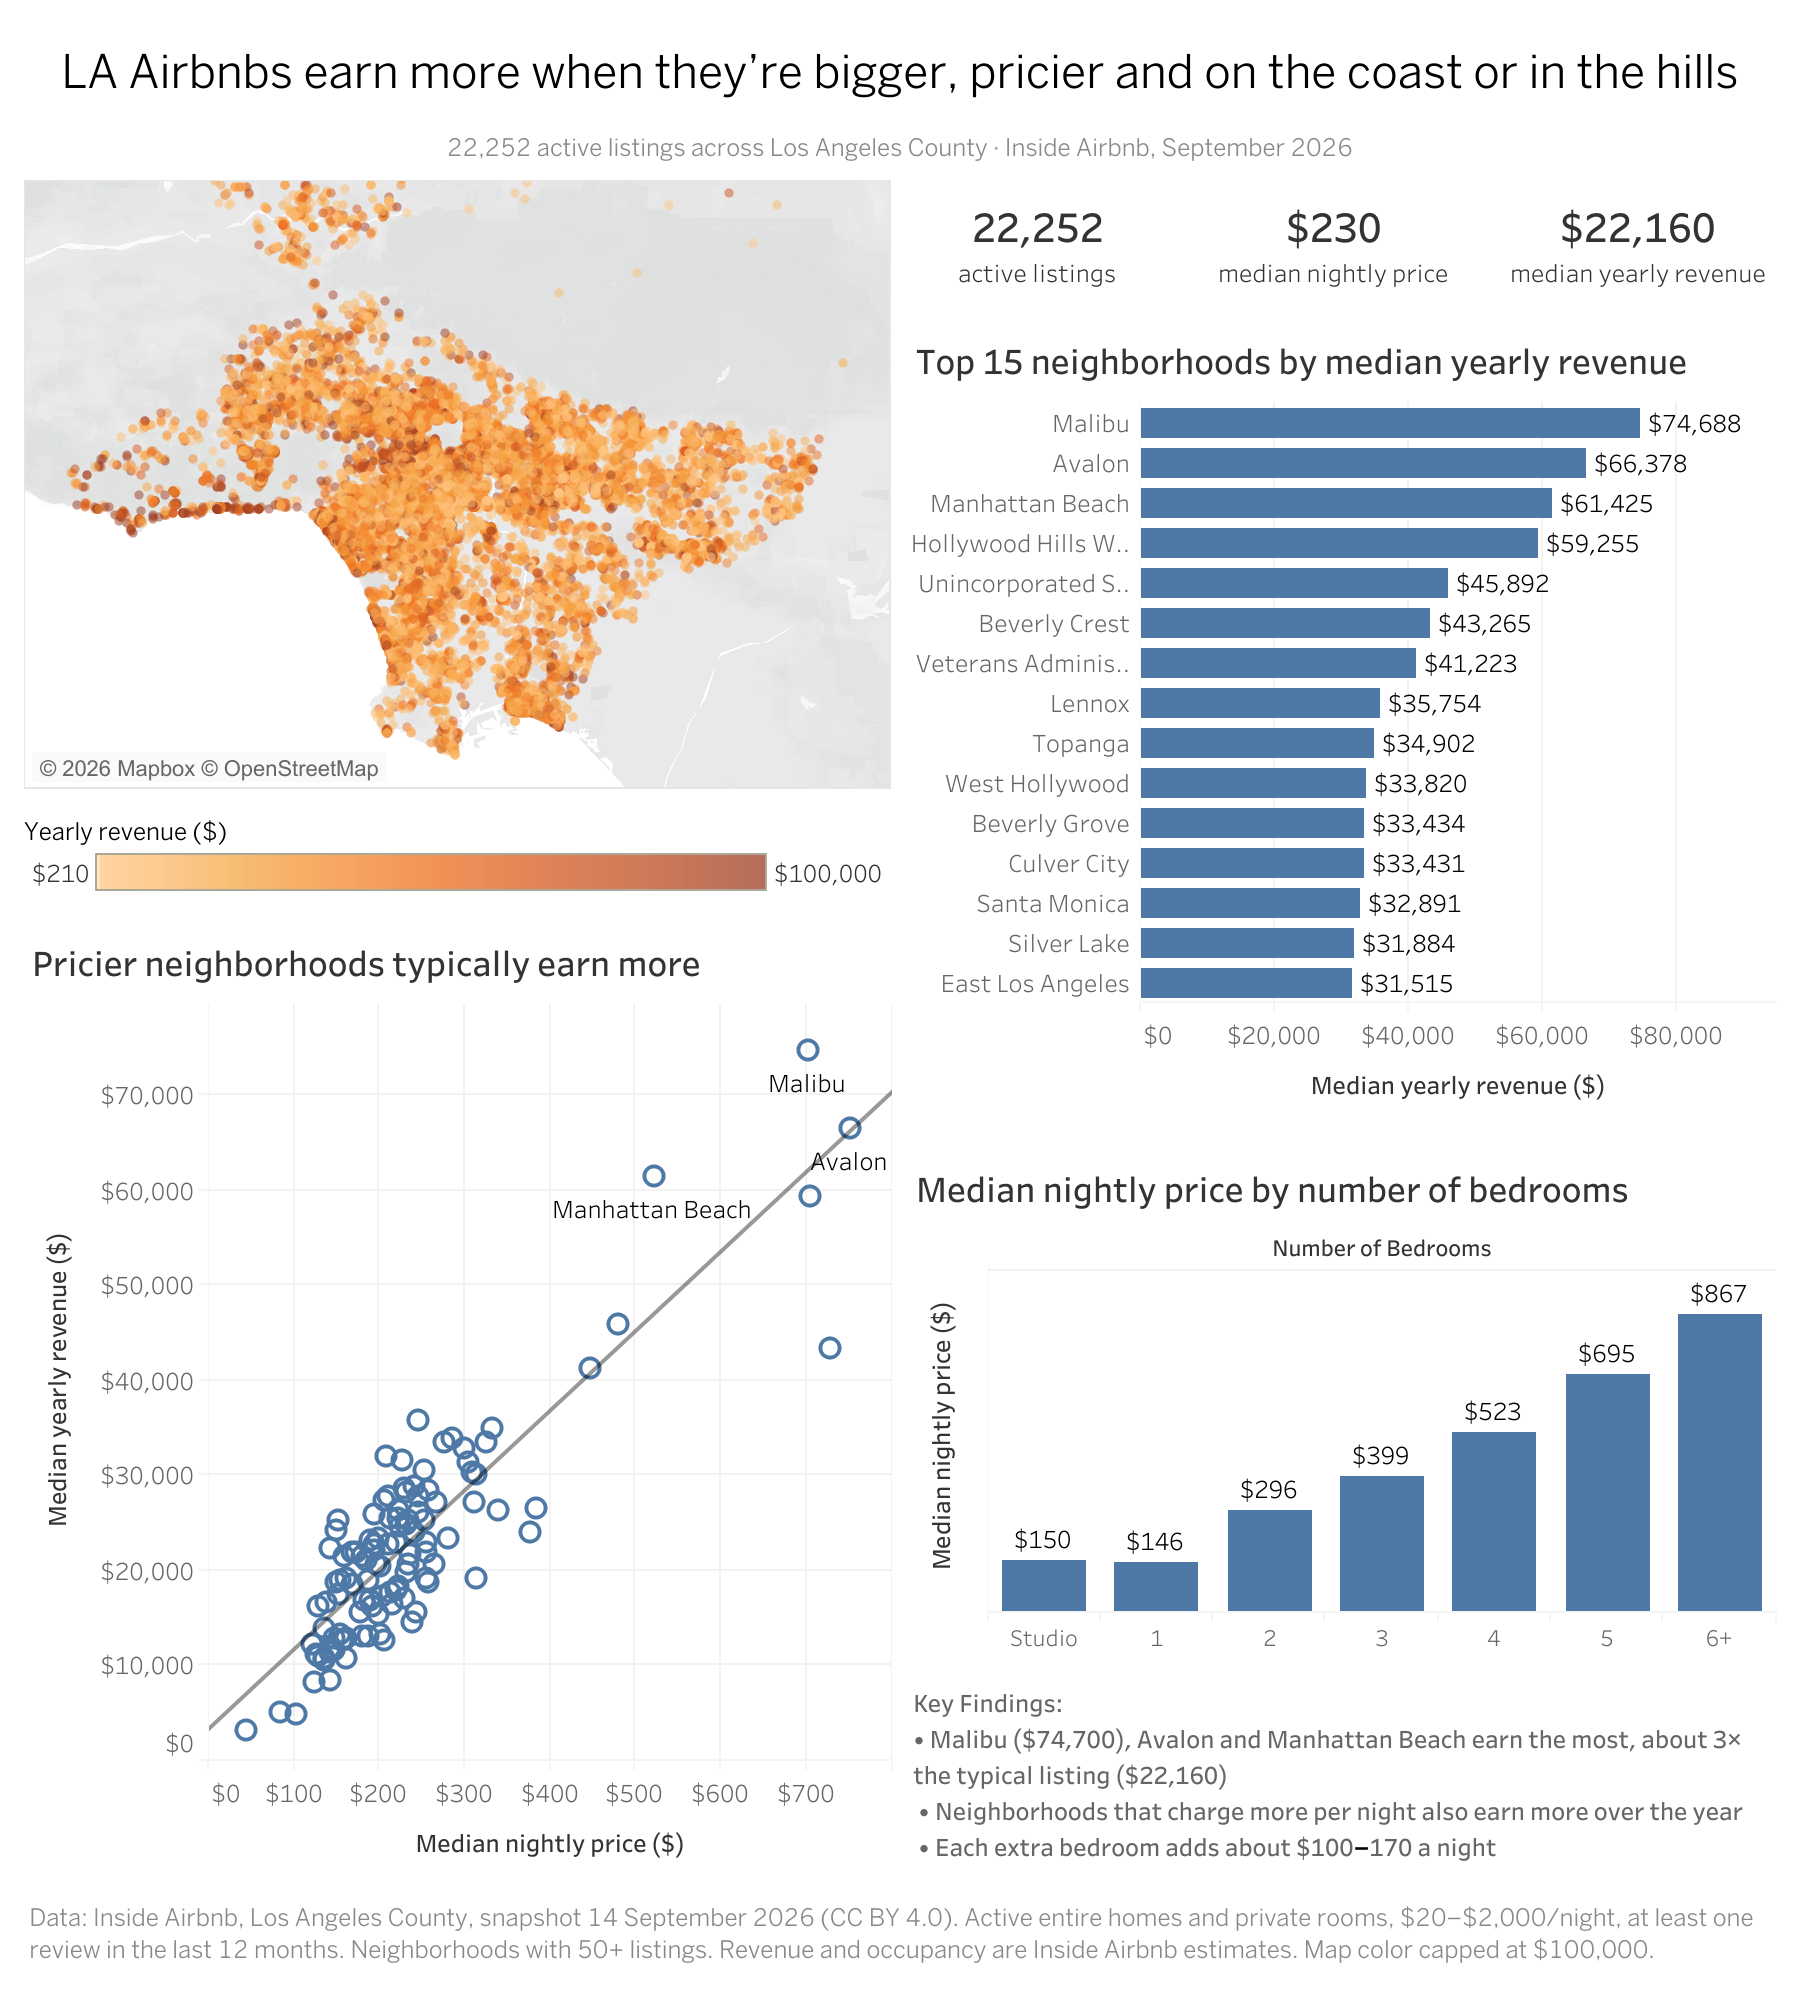 LA Airbnbs earn more when they’re bigger, pricier and on the coast or in the hills
22,252 active listings across Los Angeles County · Inside Airbnb, September 2026
© 2026 Mapbox © OpenStreetMap
Yearly revenue ($)
$210
$100,000
22,252
active listings
$230
median nightly price
$22,160
median yearly revenue
Top 15 neighborhoods by median yearly revenue
Malibu $74,688
Avalon $66,378
Manhattan Beach $61,425
Hollywood Hills W.. $59,255
Unincorporated S.. $45,892
Beverly Crest $43,265
Veterans Adminis.. $41,223
Lennox $35,754
Topanga $34,902
West Hollywood $33,820
Beverly Grove $33,434
Culver City $33,431
Santa Monica $32,891
Silver Lake $31,884
East Los Angeles $31,515
$0 $20,000 $40,000 $60,000 $80,000
Median yearly revenue ($)
Pricier neighborhoods typically earn more
Median yearly revenue ($)
$70,000
$60,000
$50,000
$40,000
$30,000
$20,000
$10,000
$0
Malibu
Avalon
Manhattan Beach
$0 $100 $200 $300 $400 $500 $600 $700
Median nightly price ($)
Median nightly price by number of bedrooms
Number of Bedrooms
Median nightly price ($)
$150 $146 $296 $399 $523 $695 $867
Studio 1 2 3 4 5 6+
Key Findings:
• Malibu ($74,700), Avalon and Manhattan Beach earn the most, about 3×
the typical listing ($22,160)
• Neighborhoods that charge more per night also earn more over the year
• Each extra bedroom adds about $100–170 a night
Data: Inside Airbnb, Los Angeles County, snapshot 14 September 2026 (CC BY 4.0). Active entire homes and private rooms, $20–$2,000/night, at least one
review in the last 12 months. Neighborhoods with 50+ listings. Revenue and occupancy are Inside Airbnb estimates. Map color capped at $100,000.